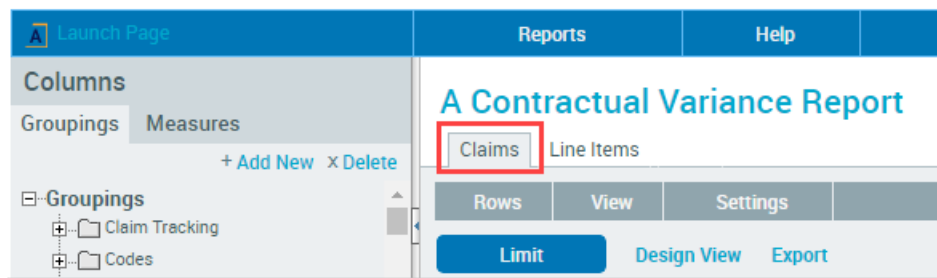 A Launch Page
Reports
Help
Columns
Groupings Measures
+ Add New x Delete
Groupings
Claim Tracking
Codes
A Contractual Variance Report
Claims Line Items
Rows View Settings
Limit Design View Export